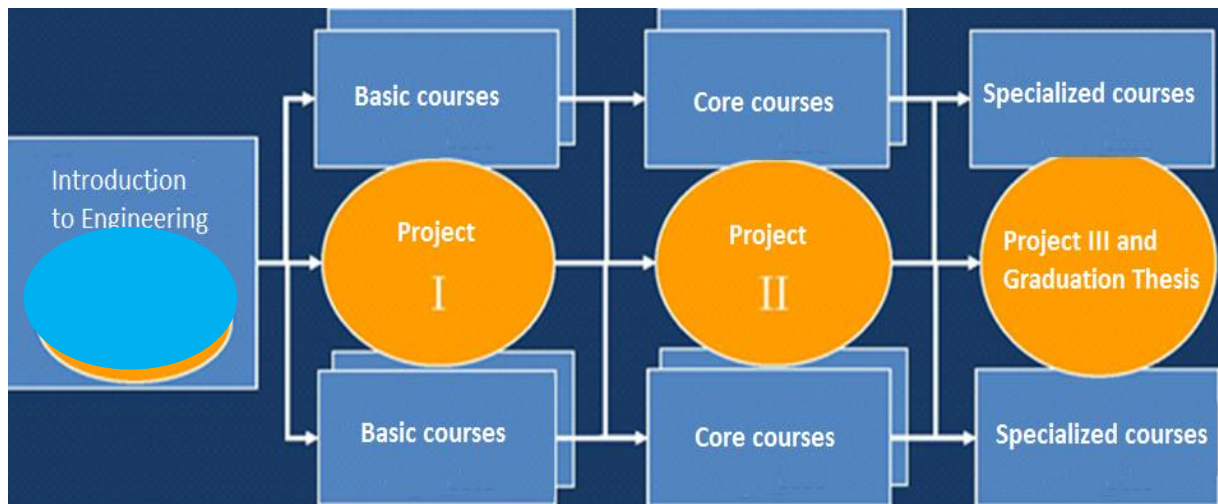 Introduction
to Engineering
Basic courses
Project
I
Basic courses
Core courses
Project
II
Core courses
Specialized courses
Project III and
Graduation Thesis
Specialized courses